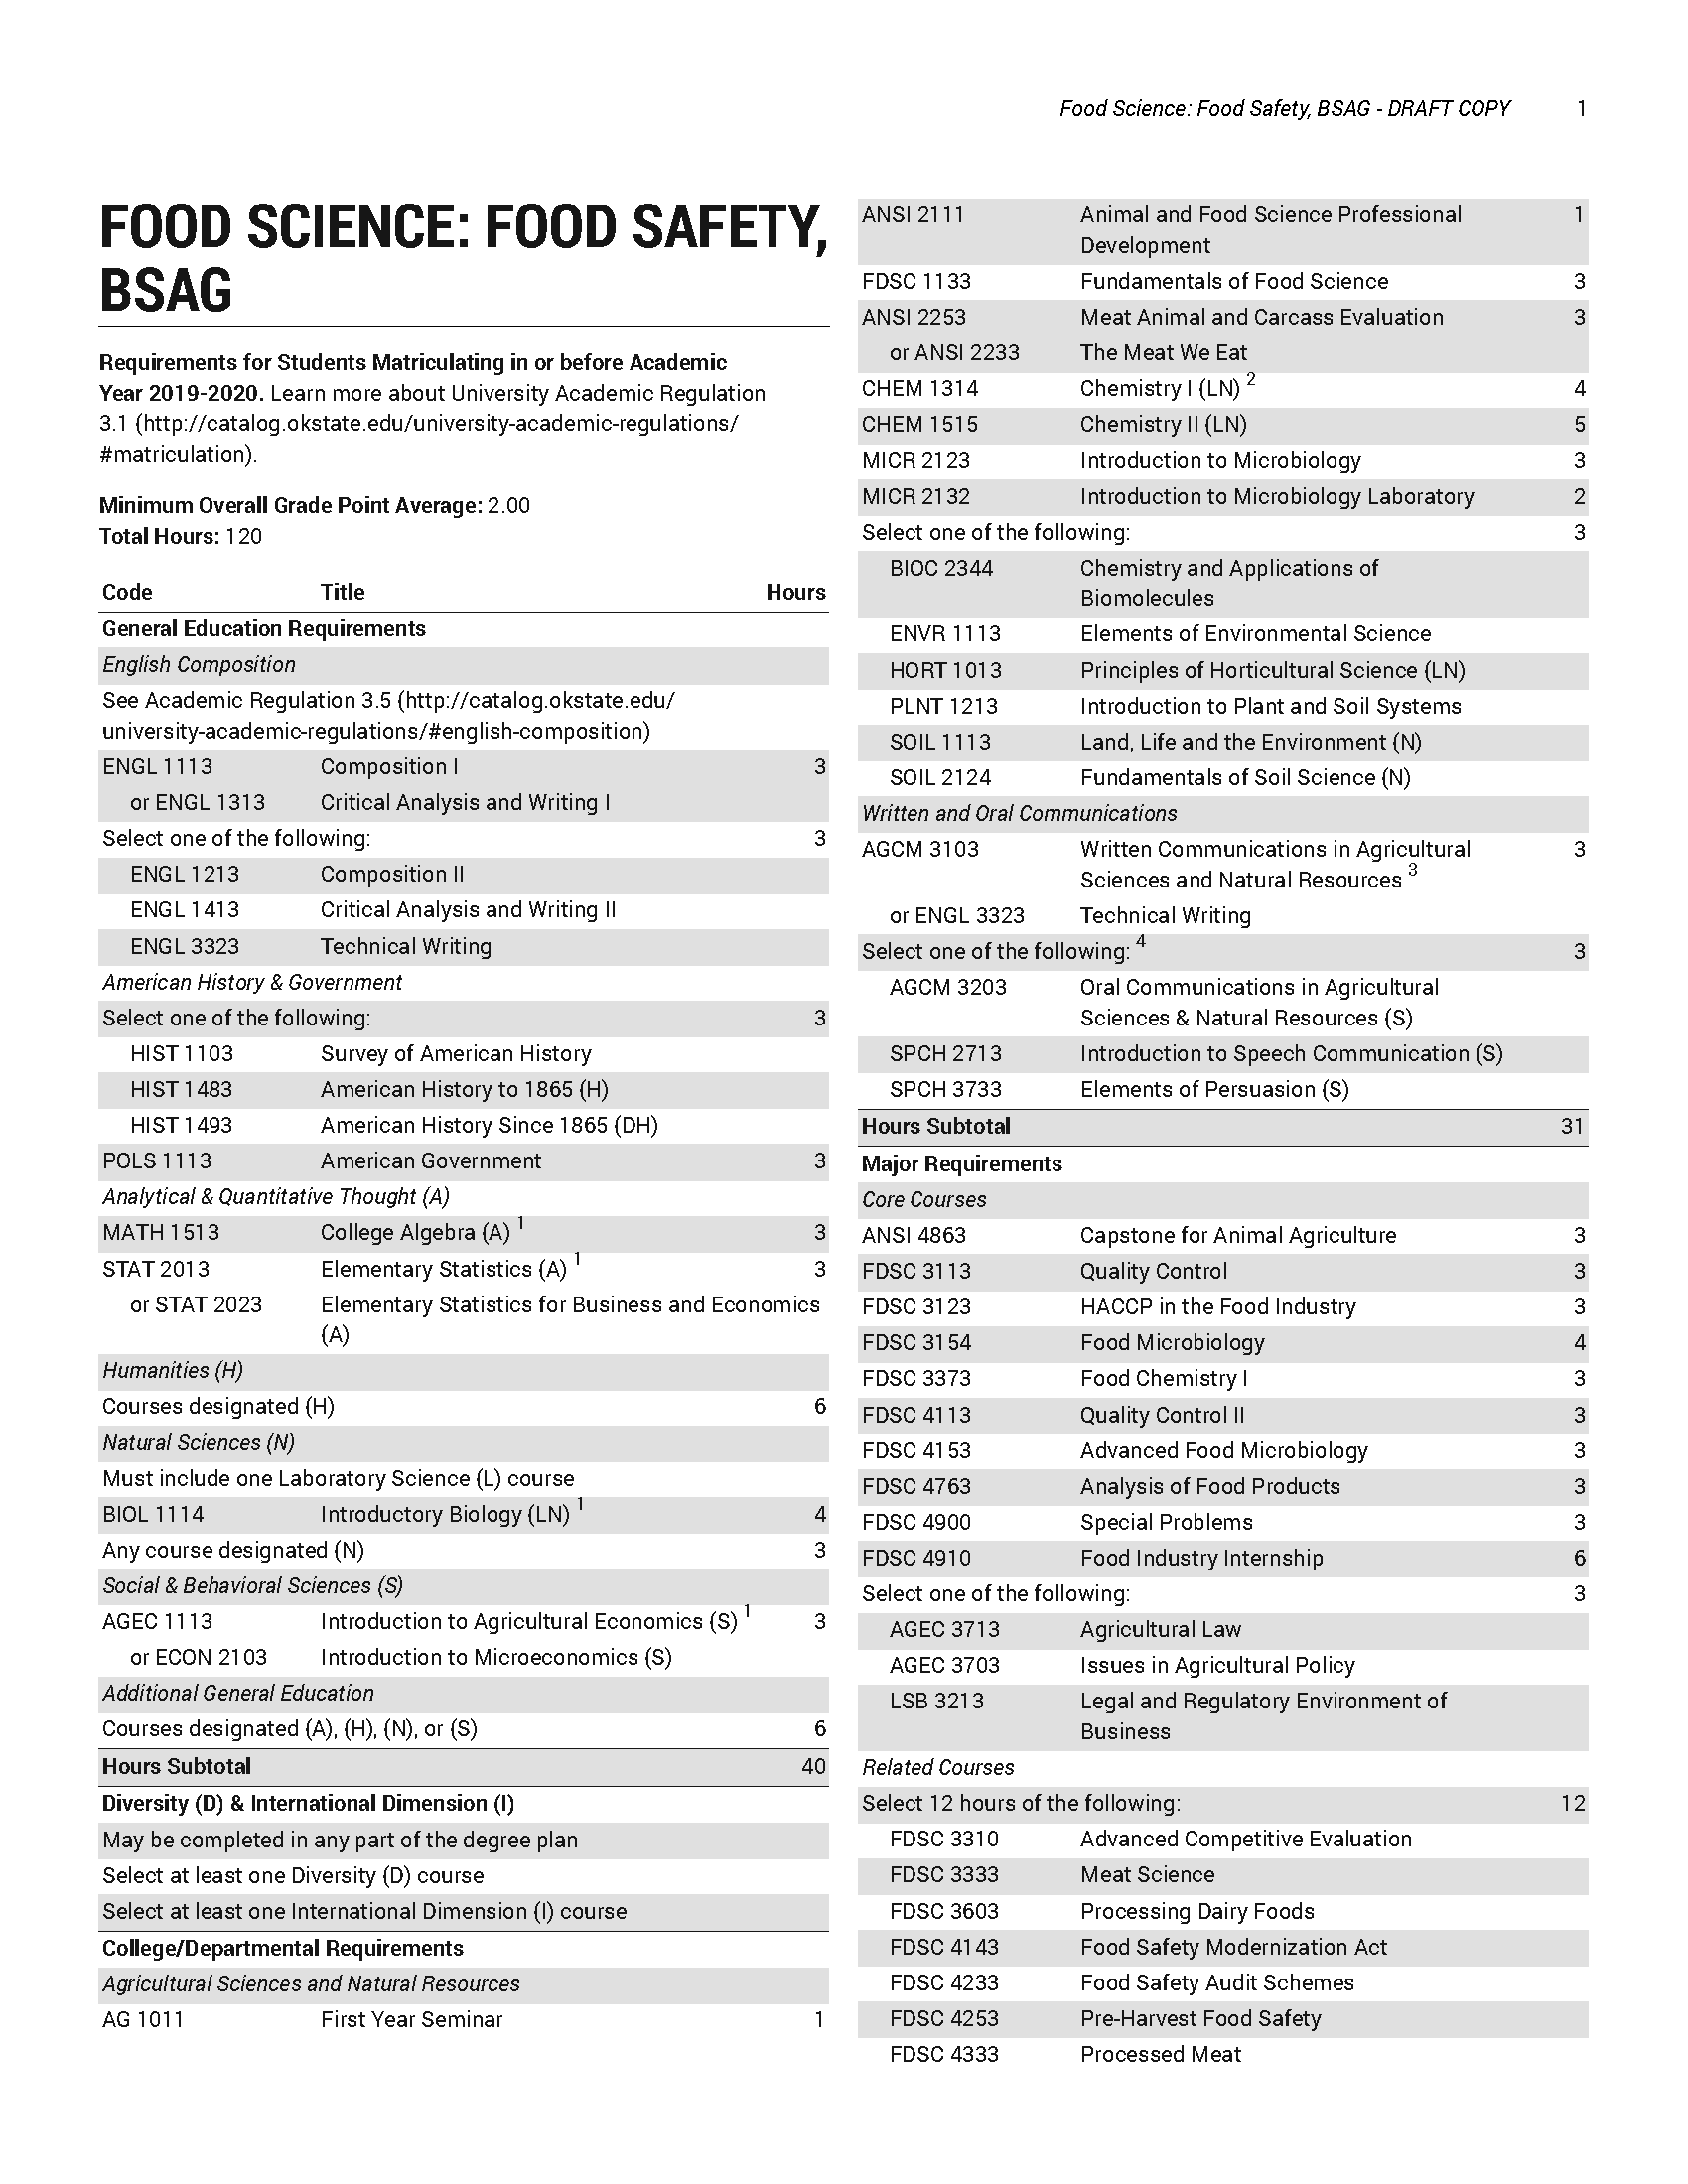 Food Science: Food Safety, BSAG - DRAFT COPY 1
FOOD SCIENCE: FOOD SAFETY,
BSAG
Requirements for Students Matriculating in or before Academic
Year 2019-2020. Learn more about University Academic Regulation
3.1 (http://catalog.okstate.edu/university-academic-regulations/
#matriculation).
Minimum Overall Grade Point Average: 2.00
Total Hours: 120
Code Title Hours
General Education Requirements
English Composition
See Academic Regulation 3.5 (http://catalog.okstate.edu/
university-academic-regulations/#english-composition)
ENGL 1113 Composition I 3
or ENGL 1313 Critical Analysis and Writing I
Select one of the following: 3
ENGL 1213 Composition II
ENGL 1413 Critical Analysis and Writing II
ENGL 3323 Technical Writing
American History & Government
Select one of the following: 3
HIST 1103 Survey of American History
HIST 1483 American History to 1865 (H)
HIST 1493 American History Since 1865 (DH)
POLS 1113 American Government 3
Analytical & Quantitative Thought (A)
MATH 1513 College Algebra (A) 1 3
STAT 2013 Elementary Statistics (A) 1 3
or STAT 2023 Elementary Statistics for Business and Economics
(A)
Humanities (H)
Courses designated (H) 6
Natural Sciences (N)
Must include one Laboratory Science (L) course
BIOL 1114 Introductory Biology (LN) 1 4
Any course designated (N) 3
Social & Behavioral Sciences (S)
AGEC 1113 Introduction to Agricultural Economics (S) 1 3
or ECON 2103 Introduction to Microeconomics (S)
Additional General Education
Courses designated (A), (H), (N), or (S) 6
Hours Subtotal 40
Diversity (D) & International Dimension (I)
May be completed in any part of the degree plan
Select at least one Diversity (D) course
Select at least one International Dimension (I) course
College/Departmental Requirements
Agricultural Sciences and Natural Resources
AG 1011 First Year Seminar 1
ANSI 2111 Animal and Food Science Professional 1
Development
FDSC 1133 Fundamentals of Food Science 3
ANSI 2253 Meat Animal and Carcass Evaluation 3
or ANSI 2233 The Meat We Eat
CHEM 1314 Chemistry I (LN) 2 4
CHEM 1515 Chemistry II (LN) 5
MICR 2123 Introduction to Microbiology 3
MICR 2132 Introduction to Microbiology Laboratory 2
Select one of the following: 3
BIOC 2344 Chemistry and Applications of
Biomolecules
ENVR 1113 Elements of Environmental Science
HORT 1013 Principles of Horticultural Science (LN)
PLNT 1213 Introduction to Plant and Soil Systems
SOIL 1113 Land, Life and the Environment (N)
SOIL 2124 Fundamentals of Soil Science (N)
Written and Oral Communications
AGCM 3103 Written Communications in Agricultural 3
Sciences and Natural Resources 3
or ENGL 3323 Technical Writing
Select one of the following: 4 3
AGCM 3203 Oral Communications in Agricultural
Sciences & Natural Resources (S)
SPCH 2713 Introduction to Speech Communication (S)
SPCH 3733 Elements of Persuasion (S)
Hours Subtotal 31
Major Requirements
Core Courses
ANSI 4863 Capstone for Animal Agriculture 3
FDSC 3113 Quality Control 3
FDSC 3123 HACCP in the Food Industry 3
FDSC 3154 Food Microbiology 4
FDSC 3373 Food Chemistry I 3
FDSC 4113 Quality Control II 3
FDSC 4153 Advanced Food Microbiology 3
FDSC 4763 Analysis of Food Products 3
FDSC 4900 Special Problems 3
FDSC 4910 Food Industry Internship 6
Select one of the following: 3
AGEC 3713 Agricultural Law
AGEC 3703 Issues in Agricultural Policy
LSB 3213 Legal and Regulatory Environment of
Business
Related Courses
Select 12 hours of the following: 12
FDSC 3310 Advanced Competitive Evaluation
FDSC 3333 Meat Science
FDSC 3603 Processing Dairy Foods
FDSC 4143 Food Safety Modernization Act
FDSC 4233 Food Safety Audit Schemes
FDSC 4253 Pre-Harvest Food Safety
FDSC 4333 Processed Meat